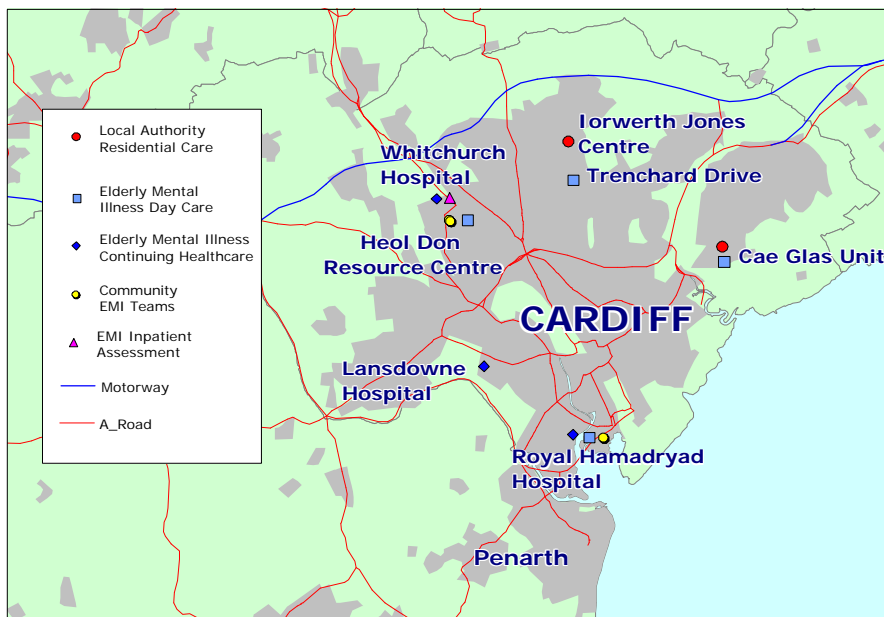 Local Authority
Residential Care
Elderly Mental
Illness Day Care
Elderly Mental Illness
Continuing Healthcare
Community
EMI Teams
EMI Inpatient
Assessment
Motorway
A_Road
Iorwerth Jones
Centre
Whitchurch
Hospital
Trenchard Drive
Heol Don
Resource Centre
Cae Glas Unit
CARDIFF
Lansdowne
Hospital
Royal Hamadryad
Hospital
Penarth